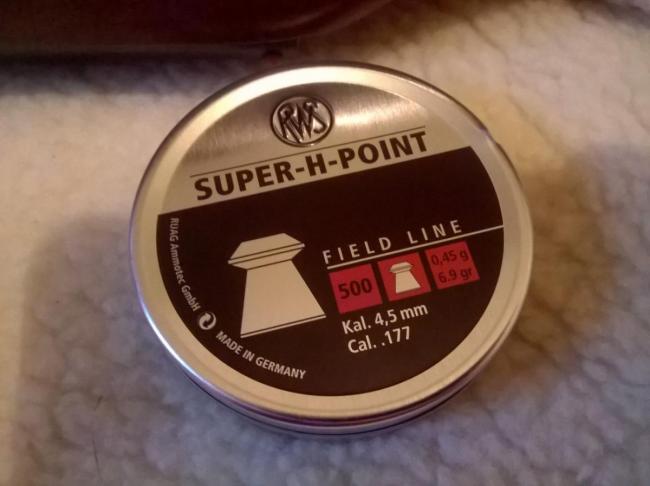 RWS
SUPER-H-POINT
FIELD LINE
500
0,45 g
6.9 gr
Kal. 4,5 mm
Cal. .177
RUAG Ammotec GmbH
MADE IN GERMANY